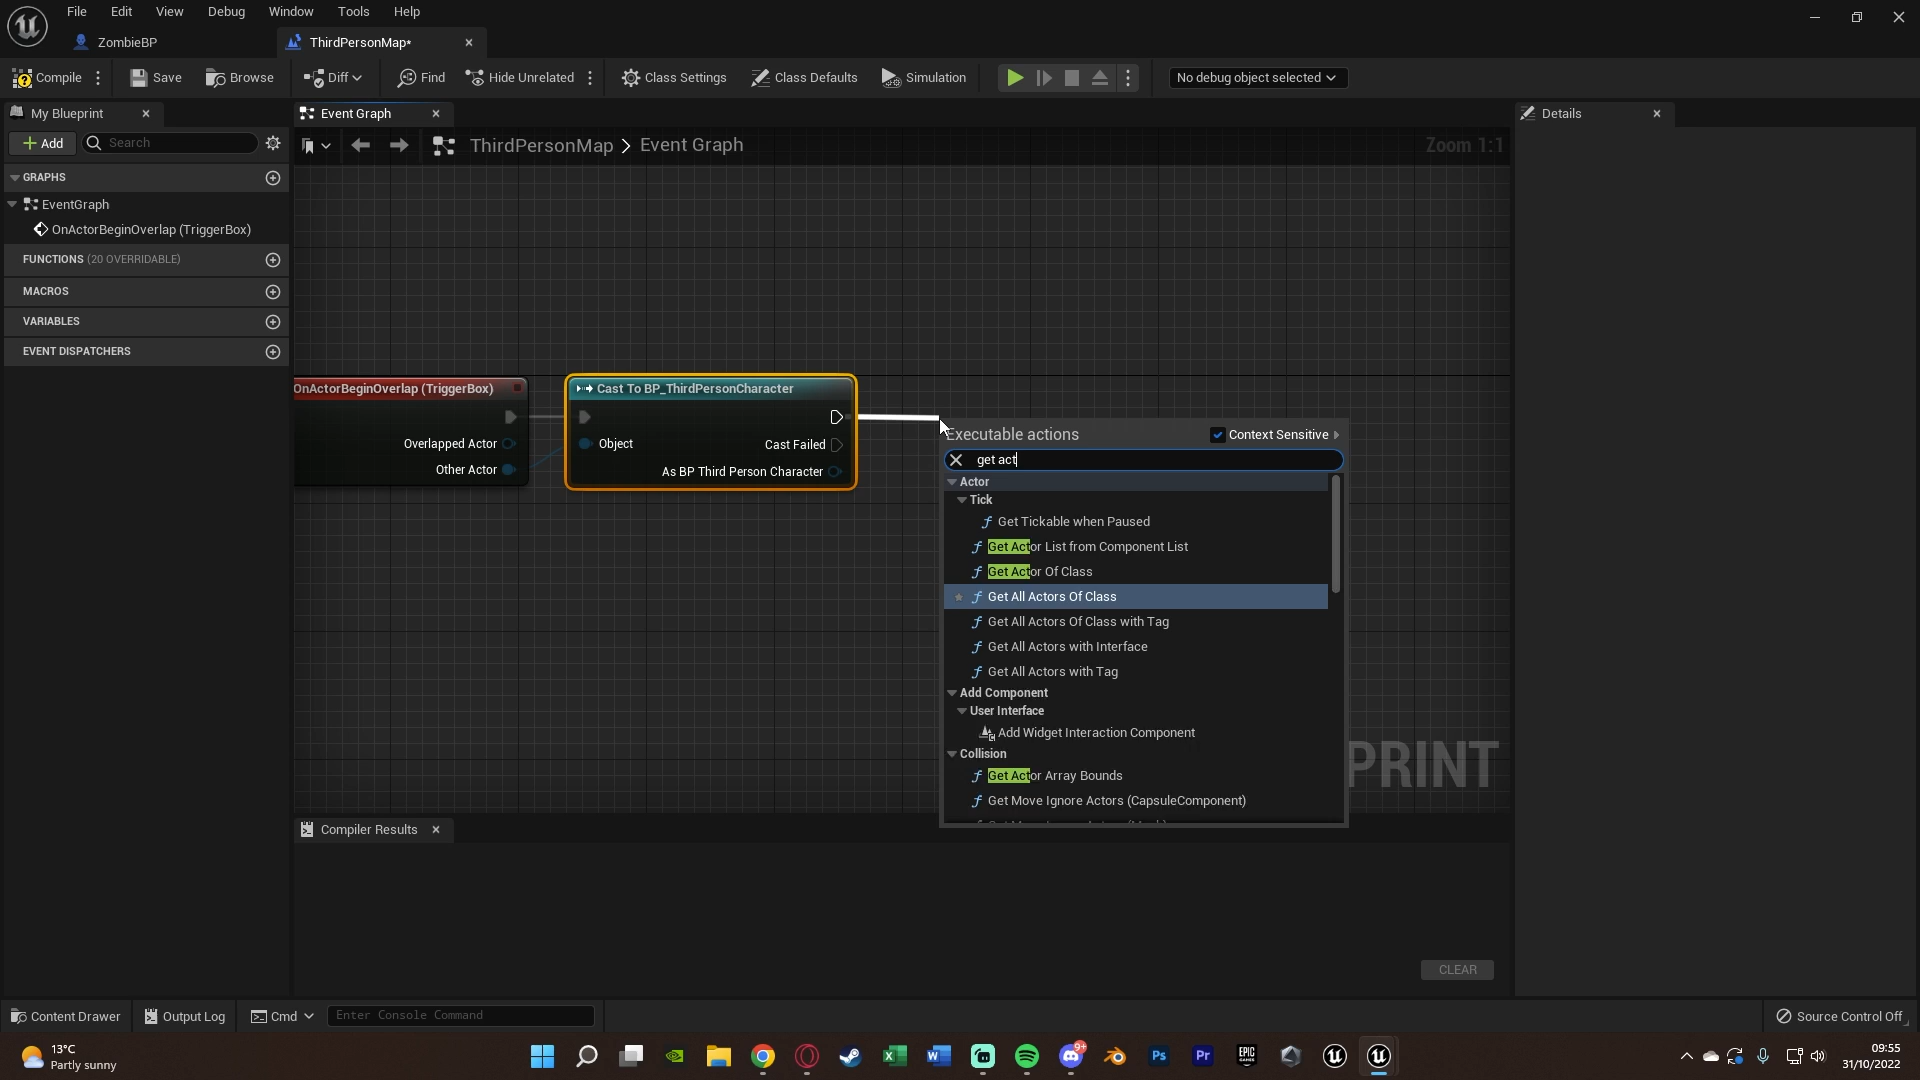 File Edit View Debug Window Tools Help
ZombieBP ThirdPersonMap*
Compile Save Browse Diff Find Hide Unrelated Class Settings Class Defaults Simulation No debug object selected
My Blueprint Event Graph Details
Add Search ThirdPersonMap > Event Graph Zoom 1:1
GRAPHS
EventGraph
OnActorBeginOverlap (TriggerBox)
FUNCTIONS (20 OVERRIDABLE)
MACROS
VARIABLES
EVENT DISPATCHERS
OnActorBeginOverlap (TriggerBox)
Overlapped Actor
Other Actor
Cast To BP_ThirdPersonCharacter
Object Cast Failed
As BP Third Person Character
Executable actions Context Sensitive
get act
Actor
Tick
f Get Tickable when Paused
f Get Actor List from Component List
f Get Actor Of Class
f Get All Actors Of Class
f Get All Actors Of Class with Tag
f Get All Actors with Interface
f Get All Actors with Tag
Add Component
User Interface
Add Widget Interaction Component
Collision
f Get Actor Array Bounds
f Get Move Ignore Actors (CapsuleComponent)
PRINT
Compiler Results
CLEAR
Content Drawer Output Log Cmd Enter Console Command Source Control Off
13°C
Partly sunny
9+
Ps
Pr
EPIC
GAMES
09:55
31/10/2022